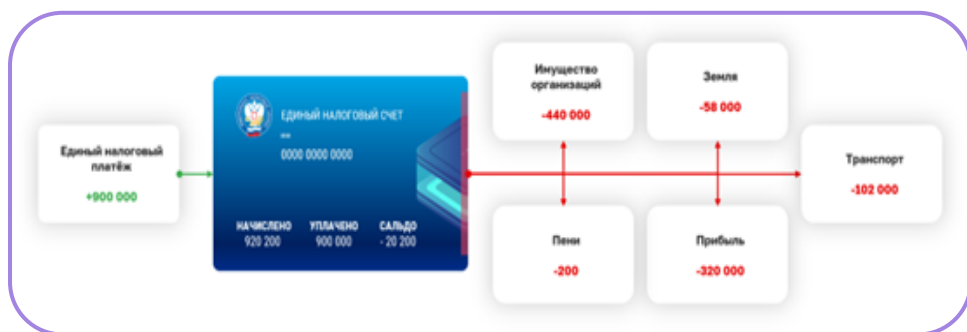 Единый налоговый
платёж
+900 000
ЕДИНЫЙ НАЛОГОВЫЙ СЧЕТ
0000 0000 0000
НАЧИСЛЕНО УПЛАЧЕНО САЛЬДО
920 200 900 000 - 20 200
Имущество
организаций
-440 000
Земля
-58 000
Транспорт
-102 000
Пени
-200
Прибыль
-320 000